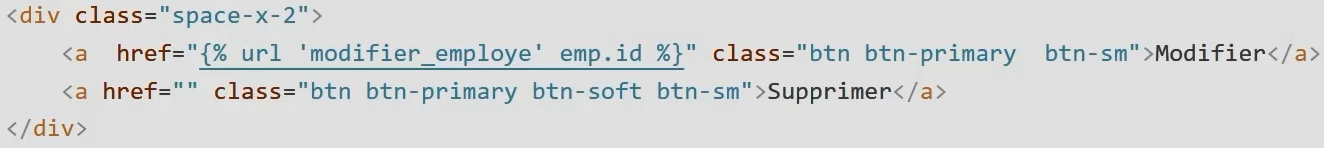 <div class="space-x-2">
    <a  href="{% url 'modifier_employe' emp.id %}" class="btn btn-primary  btn-sm">Modifier</a>
    <a href="" class="btn btn-primary btn-soft btn-sm">Supprimer</a>
</div>